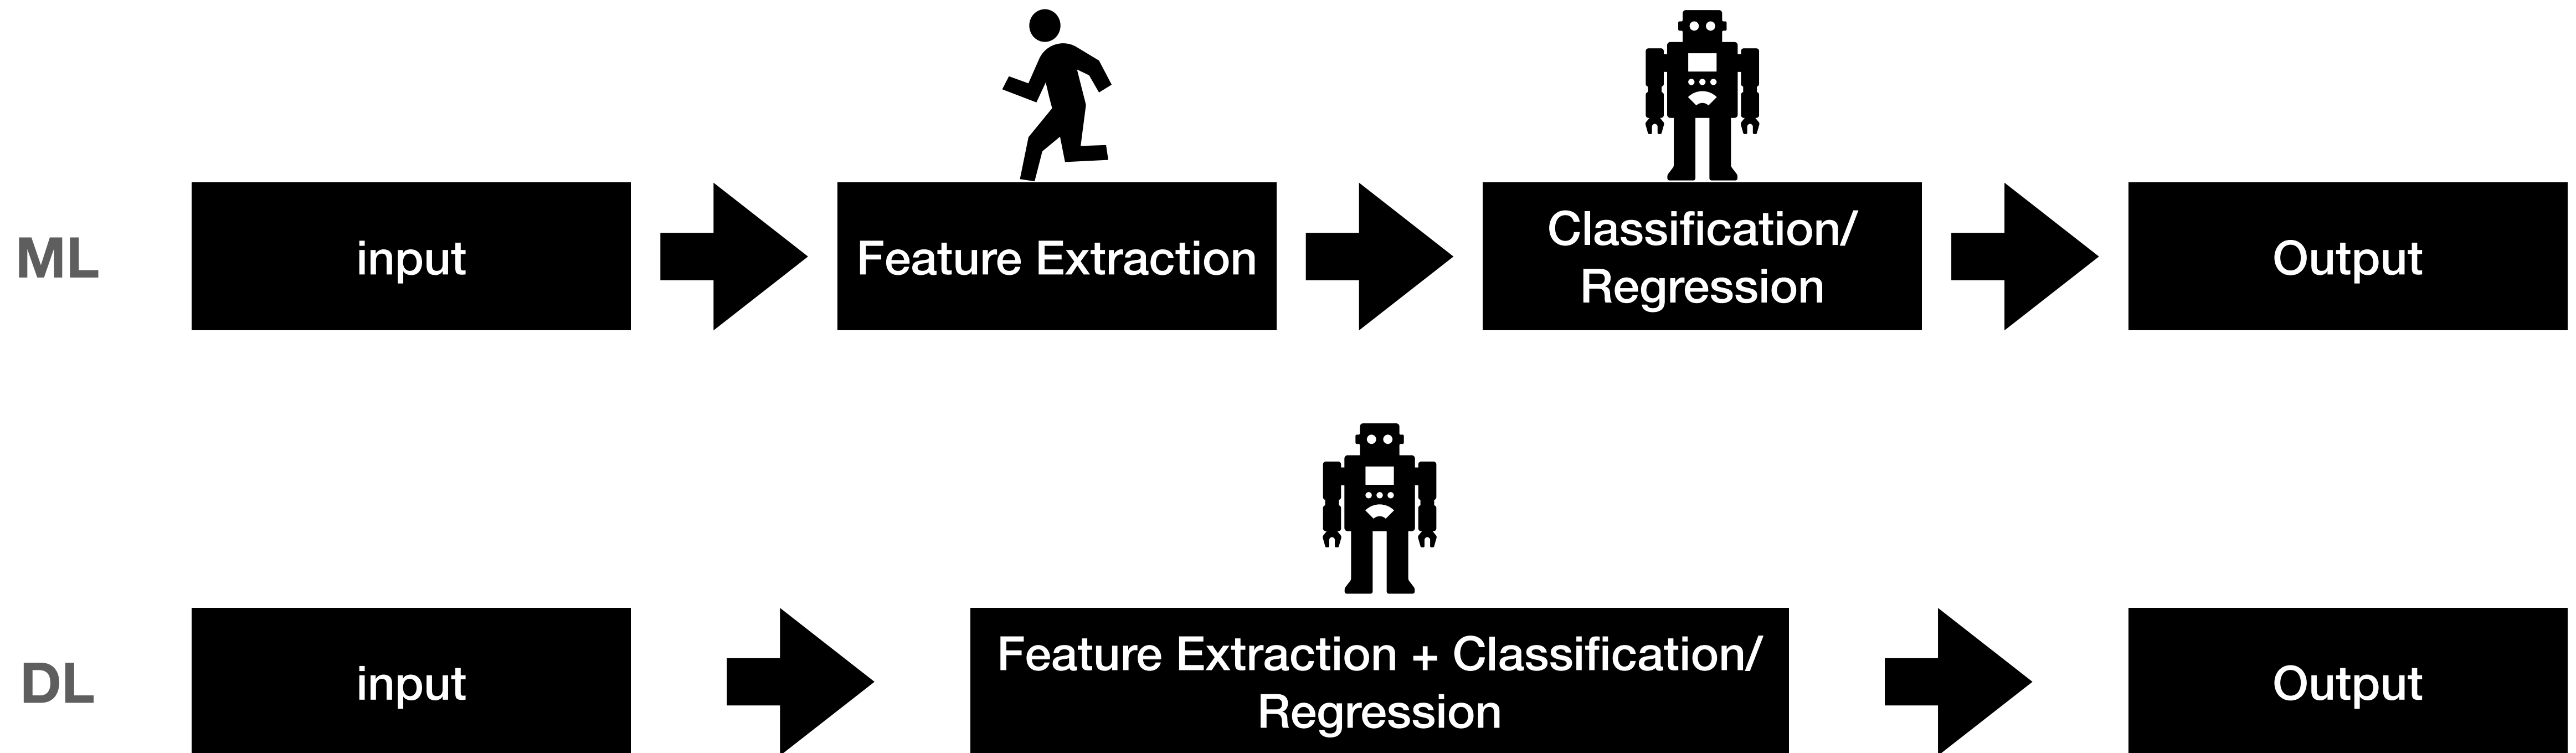 ML
input
Feature Extraction
Classification/
Regression
Output
DL
input
Feature Extraction + Classification/
Regression
Output